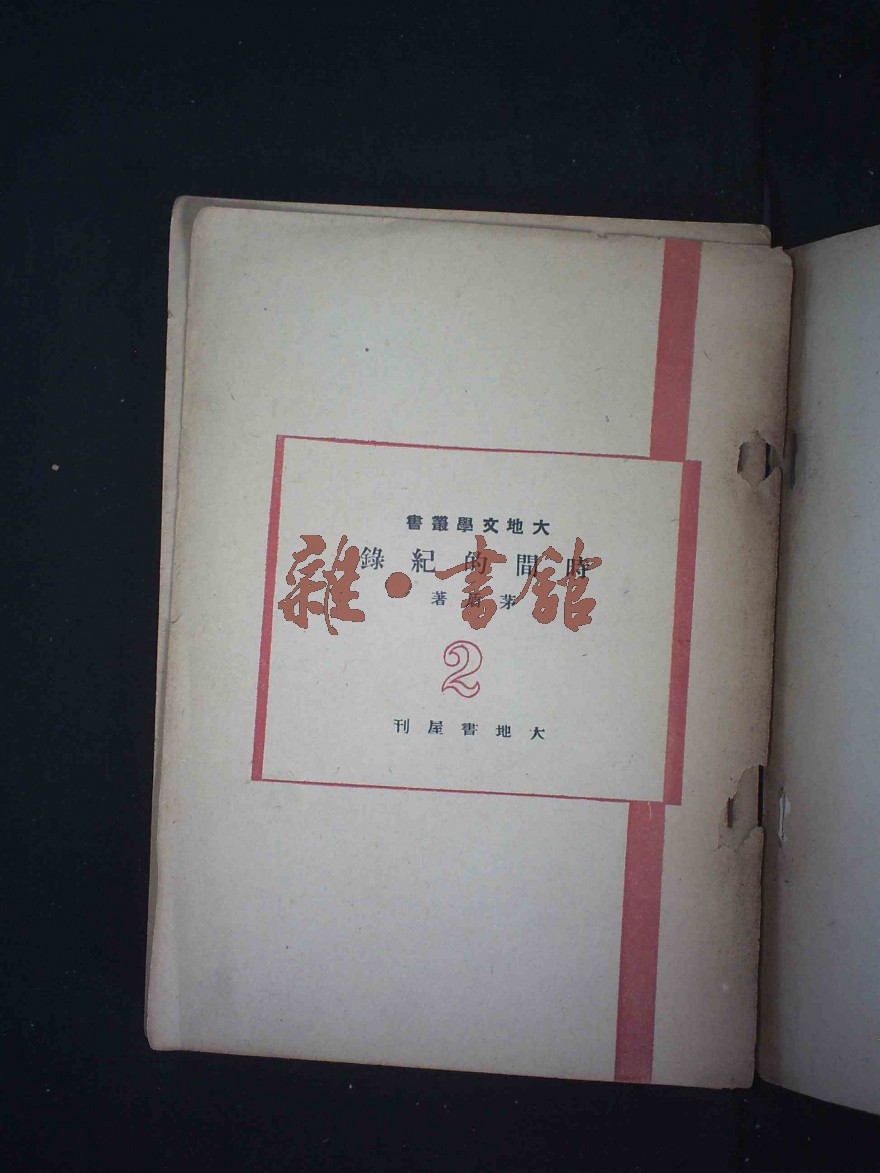 大地文學叢書
時間的紀錄
茅盾著
2
大地書屋刊
雜·書館